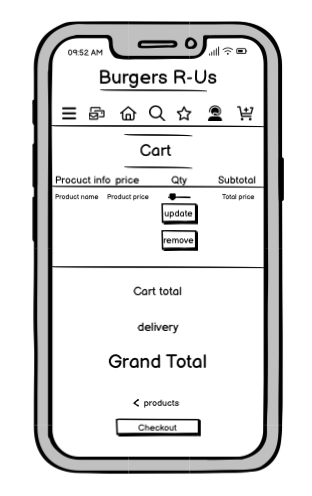 09:52 AM
Burgers R-Us
Cart
Procuct info price Qty Subtotal
Product name Product price Total price
update
remove
Cart total
delivery
Grand Total
< products
Checkout